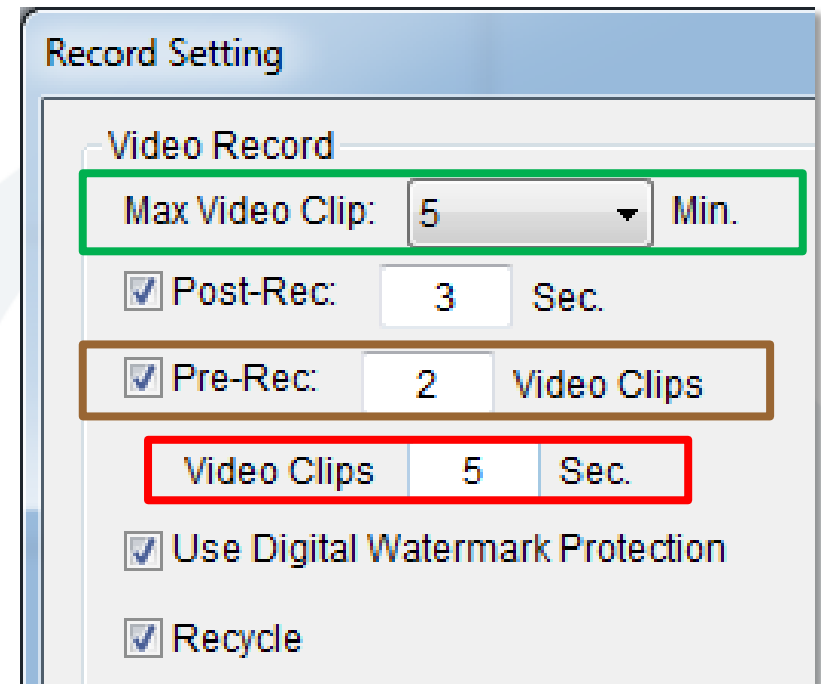 Record Setting
Video Record
Max Video Clip: 5 Min.
Post-Rec: 3 Sec.
Pre-Rec: 2 Video Clips
Video Clips 5 Sec.
Use Digital Watermark Protection
Recycle